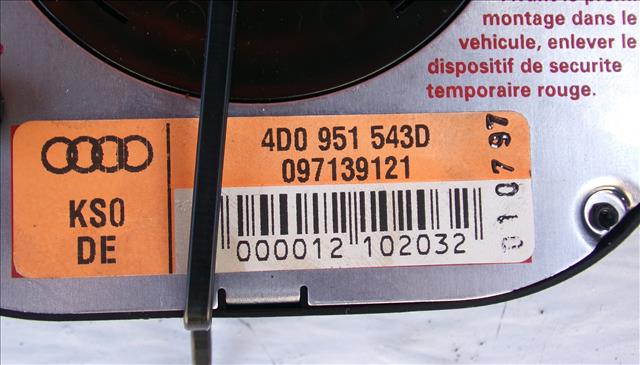 montage dans le
vehicule, enlever le
dispositif de securite
temporaire rouge.
4D0 951 543D
097139121
KS0
DE
000012 102032
010797